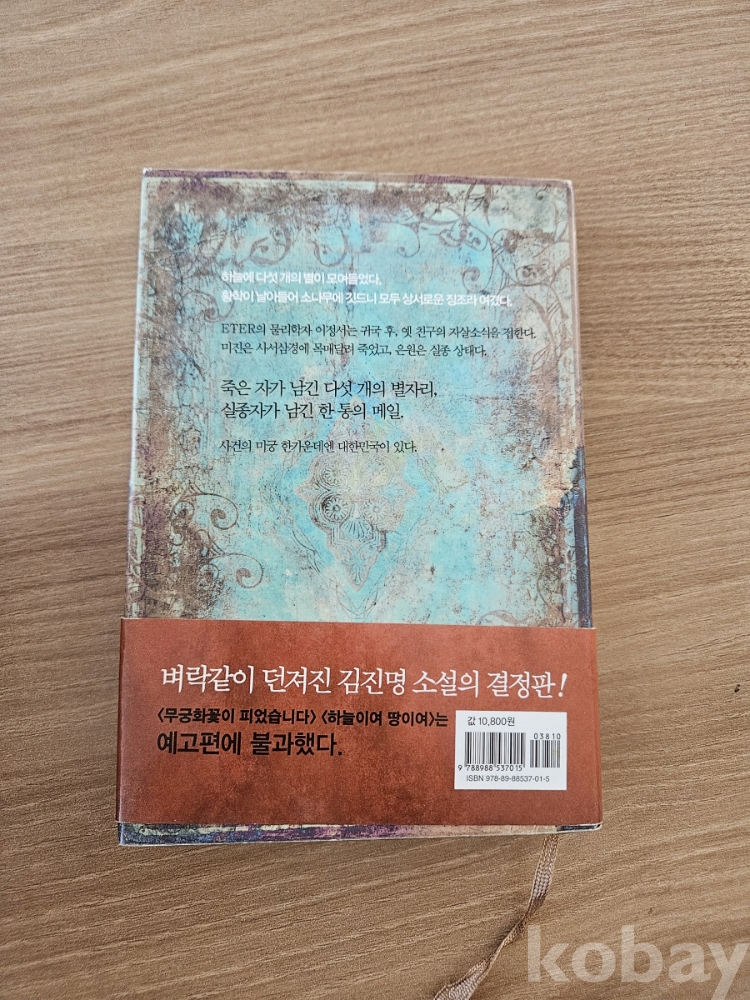 하늘에 다섯 개의 별이 모여들었다.
황학이 날아들어 소나무에 깃드니 모두 상서로운 징조라 여겼다.
ETER의 물리학자 이정서는 귀국 후, 옛 친구의 자살소식을 접한다.
미진은 사서삼경에 목매달려 죽었고, 은원은 실종 상태다.
죽은 자가 남긴 다섯 개의 별자리,
실종자가 남긴 한 통의 메일.
사건의 미궁 한가운데엔 대한민국이 있다.
벼락같이 던져진 김진명 소설의 결정판!
<무궁화꽃이 피었습니다> <하늘이여 땅이여>는
예고편에 불과했다.
값 10,800원
03810
9 788988 537015
ISBN 978-89-88537-01-5
kobay